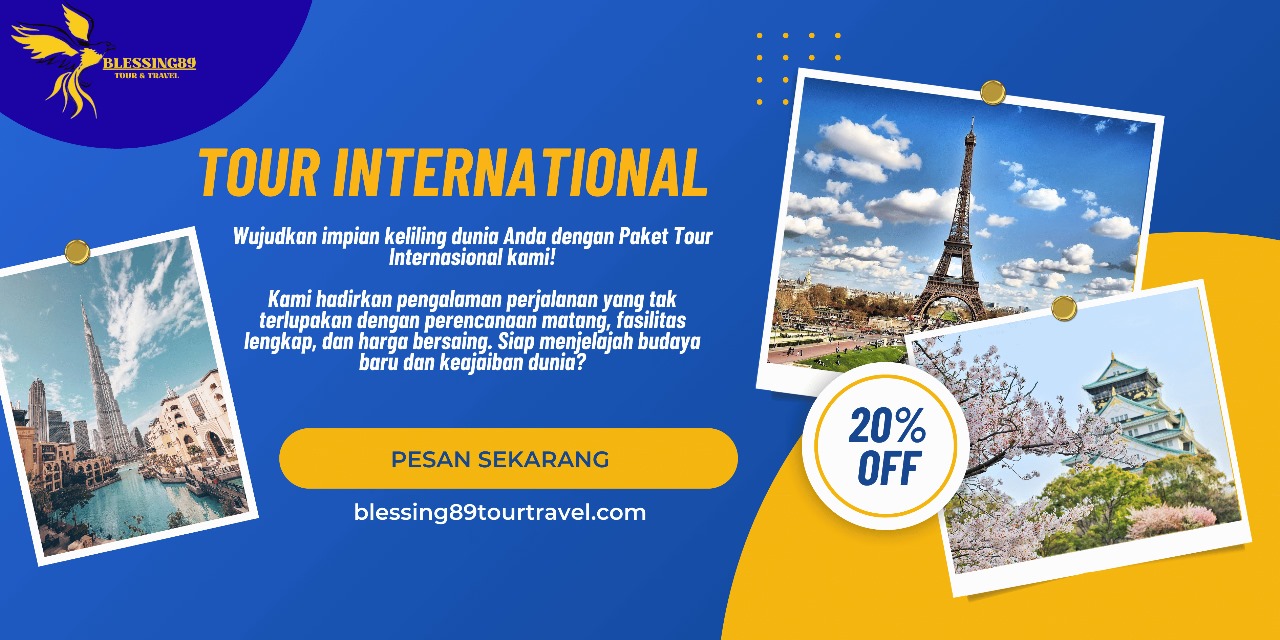 BLESSING89
TOUR & TRAVEL
TOUR INTERNATIONAL
Wujudkan impian keliling dunia Anda dengan Paket Tour
Internasional kami!
Kami hadirkan pengalaman perjalanan yang tak
terlupakan dengan perencanaan matang, fasilitas
lengkap, dan harga bersaing. Siap menjelajah budaya
baru dan keajaiban dunia?
PESAN SEKARANG
blessing89tourtravel.com
20%
OFF